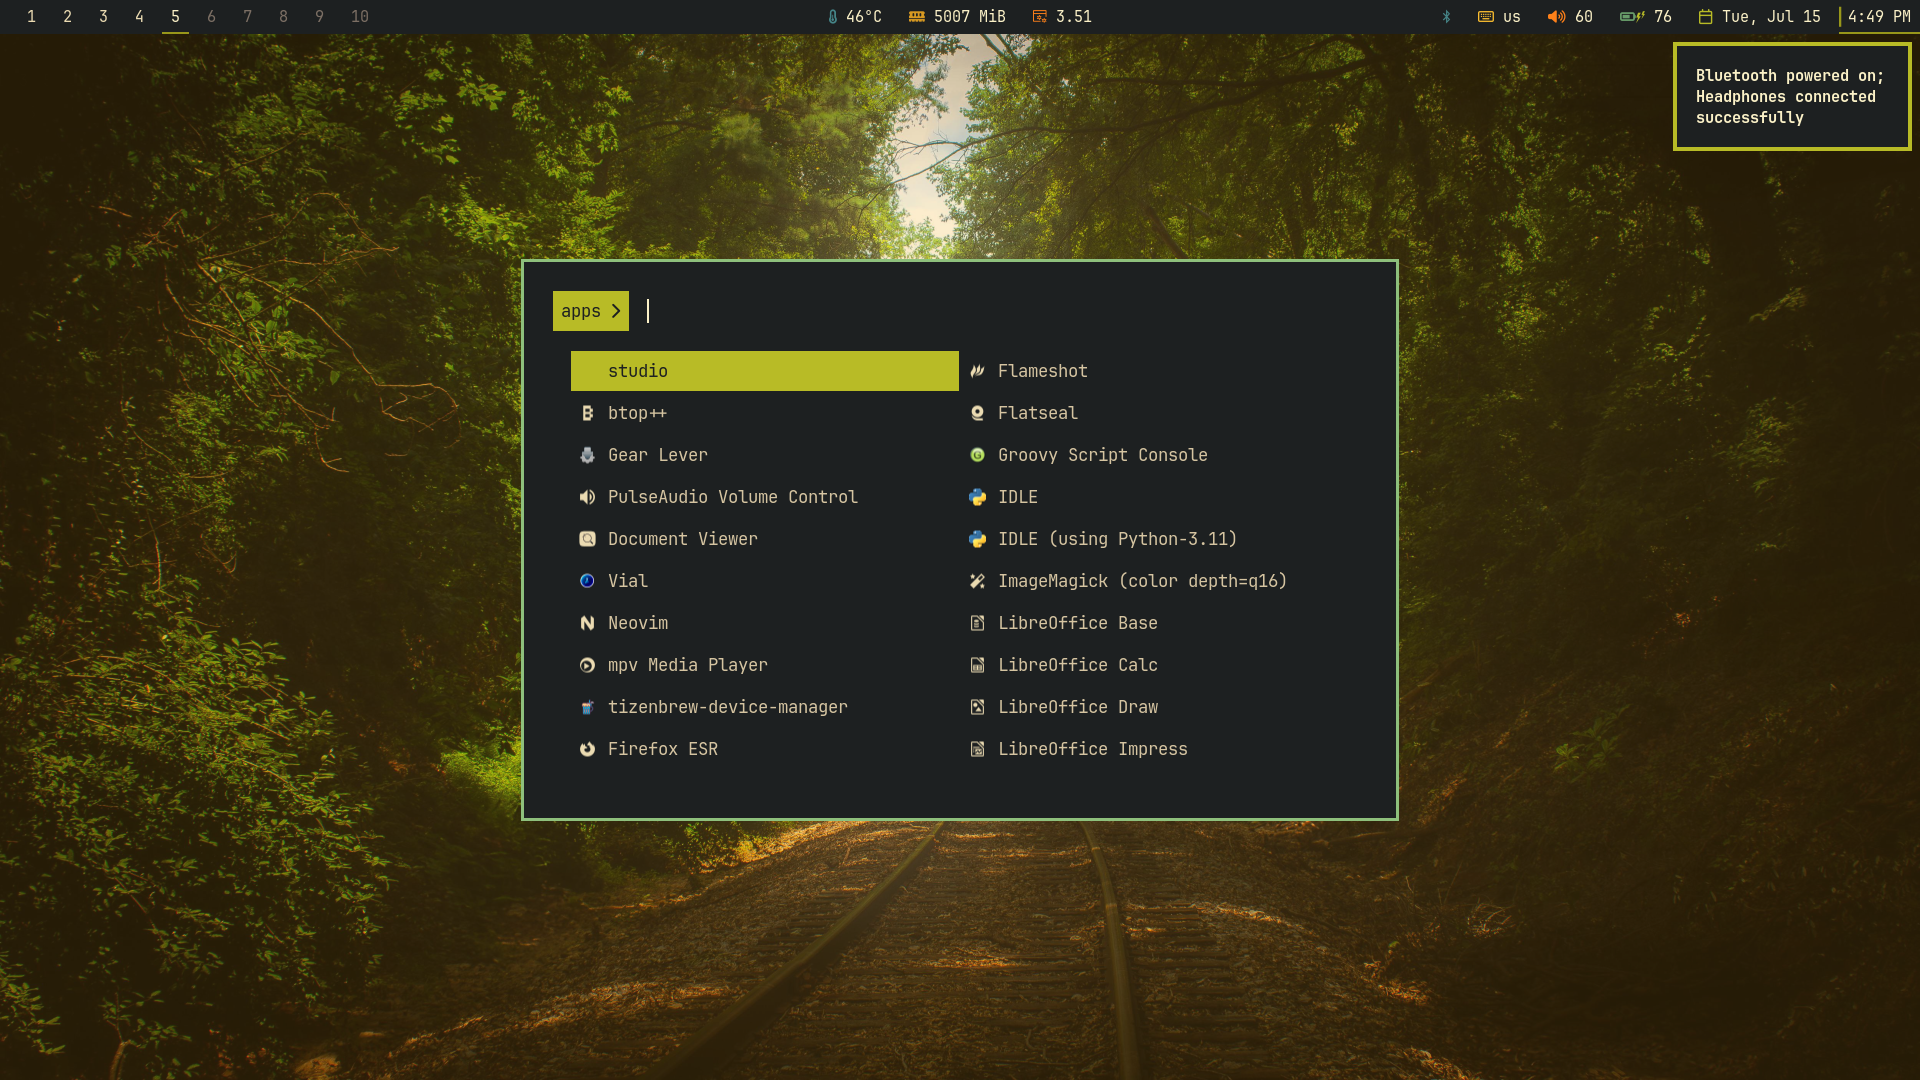 1 2 3 4 5 6 7 8 9 10
46°C 5007 MiB 3.51
us 60 76 Tue, Jul 15 4:49 PM
Bluetooth powered on;
Headphones connected
successfully
apps
studio
btop++
Gear Lever
PulseAudio Volume Control
Document Viewer
Vial
Neovim
mpv Media Player
tizenbrew-device-manager
Firefox ESR
Flameshot
Flatseal
Groovy Script Console
IDLE
IDLE (using Python-3.11)
ImageMagick (color depth=q16)
LibreOffice Base
LibreOffice Calc
LibreOffice Draw
LibreOffice Impress